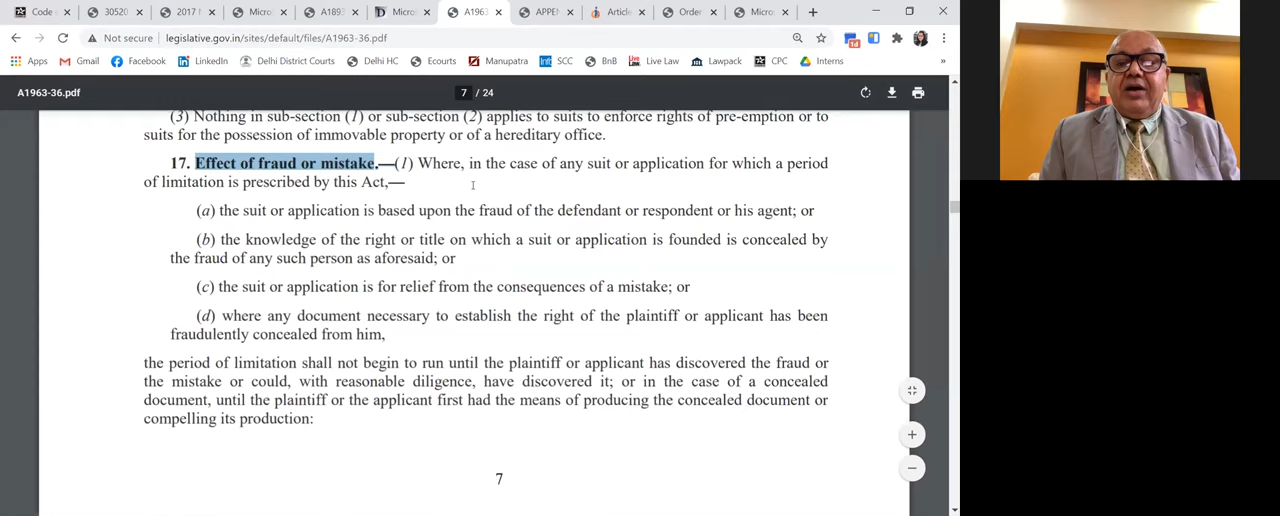 Code
30520
2017
Micros
A1893
Micros
A1963
APPEN
Article
Order
Micros
Not secure | legislative.gov.in/sites/default/files/A1963-36.pdf
Apps Gmail Facebook LinkedIn Delhi District Courts Delhi HC Ecourts Manupatra SCC BnB Live Law Lawpack CPC Interns
A1963-36.pdf
7 / 24
(3) Nothing in sub-section (1) or sub-section (2) applies to suits to enforce rights of pre-emption or to
suits for the possession of immovable property or of a hereditary office.
17. Effect of fraud or mistake.—(1) Where, in the case of any suit or application for which a period
of limitation is prescribed by this Act,—
(a) the suit or application is based upon the fraud of the defendant or respondent or his agent; or
(b) the knowledge of the right or title on which a suit or application is founded is concealed by
the fraud of any such person as aforesaid; or
(c) the suit or application is for relief from the consequences of a mistake; or
(d) where any document necessary to establish the right of the plaintiff or applicant has been
fraudulently concealed from him,
the period of limitation shall not begin to run until the plaintiff or applicant has discovered the fraud or
the mistake or could, with reasonable diligence, have discovered it; or in the case of a concealed
document, until the plaintiff or the applicant first had the means of producing the concealed document or
compelling its production:
7